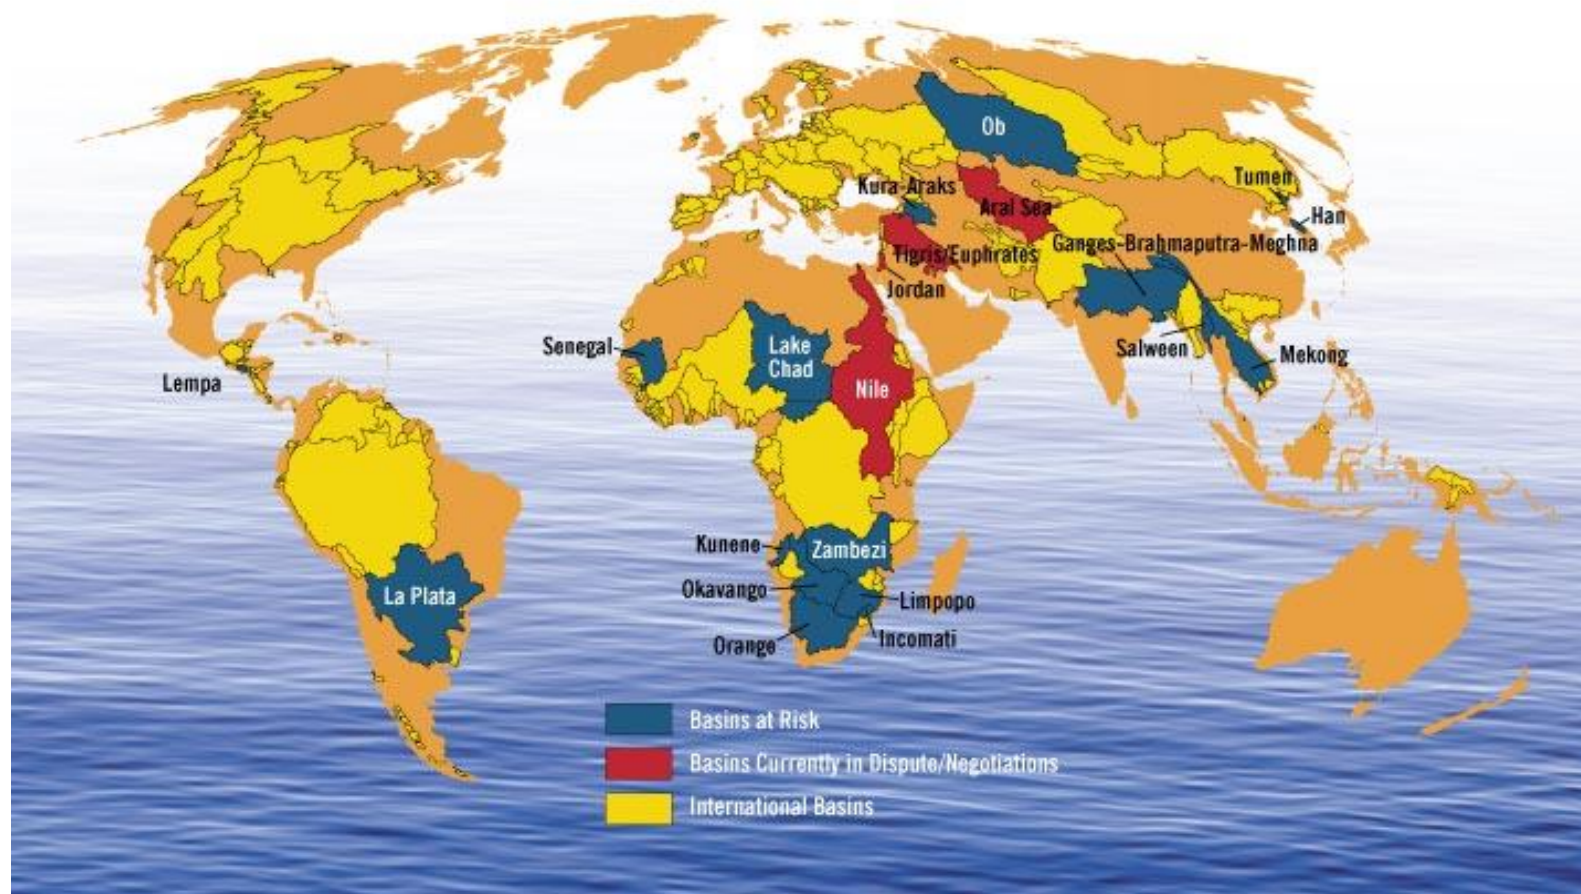 Ob
Tumen
Kura-Araks
Aral Sea
Han
Ganges-Brahmaputra-Meghna
Tigris/Euphrates
Jordan
Senegal
Lake
Chad
Salween
Mekong
Lempa
Nile
Kunene
Zambezi
Okavango
La Plata
Limpopo
Orange
Incomati
Basins at Risk
Basins Currently in Dispute/Negotiations
International Basins